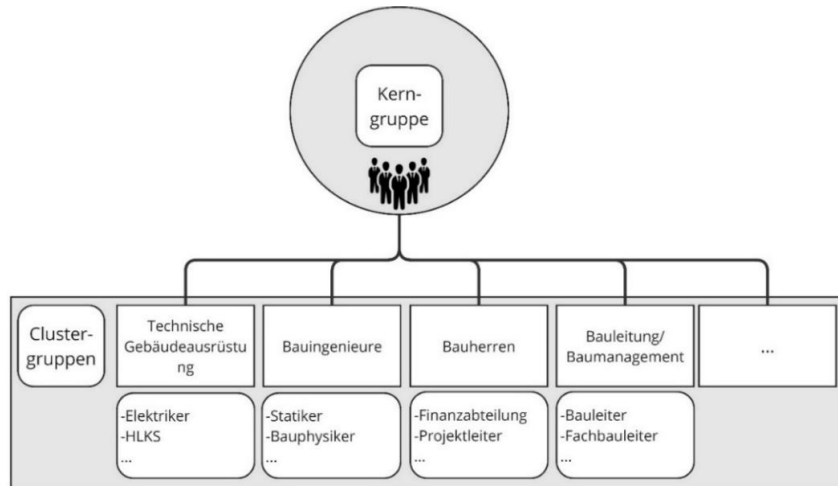 Kern-
gruppe
Cluster-
gruppen
Technische
Gebäudeausrüstu
ng
Bauingenieure
Bauherren
Bauleitung/
Baumanagement
...
-Elektriker
-HLKS
...
-Statiker
-Bauphysiker
...
-Finanzabteilung
-Projektleiter
...
-Bauleiter
-Fachbauleiter
...